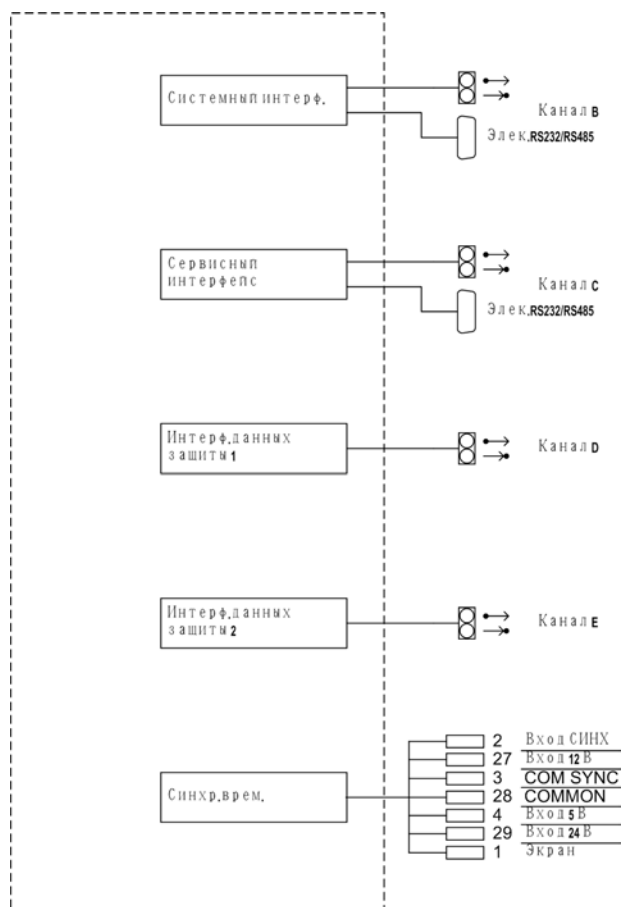 Системный интерф.
Канал B
Элек.RS232/RS485
Сервисный
интерфейс
Канал C
Элек.RS232/RS485
Интерф.данных
зашиты 1
Канал D
Интерф.данных
зашиты 2
Канал E
Синхр.врем.
2 Вход СИНХ
27 Вход 12 В
3 COM SYNC
28 COMMON
4 Вход 5 В
29 Вход 24 В
1 Экран